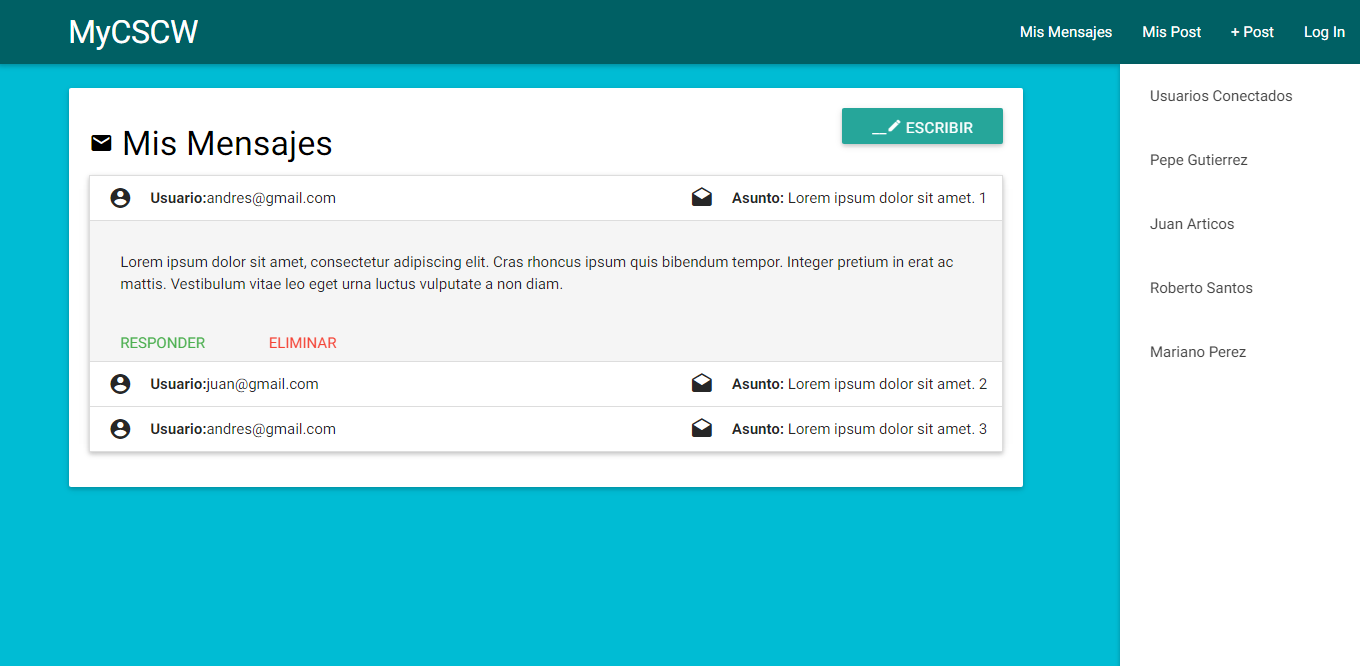 MyCSCW
Mis Mensajes Mis Post + Post Log In
Usuarios Conectados
Pepe Gutierrez
Juan Articos
Roberto Santos
Mariano Perez
ESCRIBIR
Mis Mensajes
Usuario:andres@gmail.com Asunto: Lorem ipsum dolor sit amet. 1
Lorem ipsum dolor sit amet, consectetur adipiscing elit. Cras rhoncus ipsum quis bibendum tempor. Integer pretium in erat ac
mattis. Vestibulum vitae leo eget urna luctus vulputate a non diam.
RESPONDER ELIMINAR
Usuario:juan@gmail.com Asunto: Lorem ipsum dolor sit amet. 2
Usuario:andres@gmail.com Asunto: Lorem ipsum dolor sit amet. 3